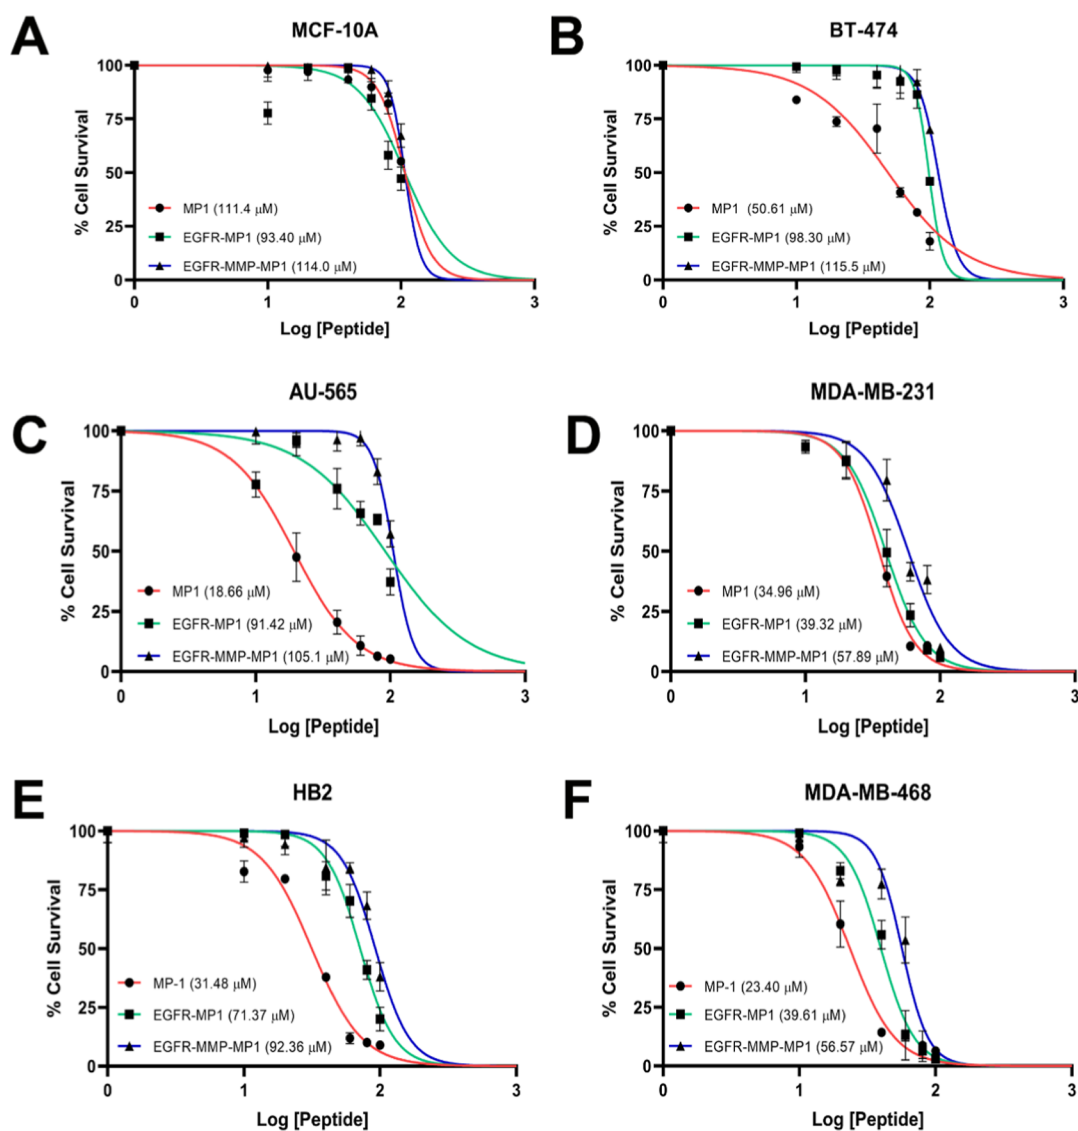 A
MCF-10A
% Cell Survival
100
75
50
25
0
MP1 (111.4 μM)
EGFR-MP1 (93.40 μM)
EGFR-MMP-MP1 (114.0 μM)
0 1 2 3
Log [Peptide]
B
BT-474
% Cell Survival
100
75
50
25
0
MP1 (50.61 μM)
EGFR-MP1 (98.30 μM)
EGFR-MMP-MP1 (115.5 μM)
0 1 2 3
Log [Peptide]
C
AU-565
% Cell Survival
100
75
50
25
0
MP1 (18.66 μM)
EGFR-MP1 (91.42 μM)
EGFR-MMP-MP1 (105.1 μM)
0 1 2 3
Log [Peptide]
D
MDA-MB-231
% Cell Survival
100
75
50
25
0
MP1 (34.96 μM)
EGFR-MP1 (39.32 μM)
EGFR-MMP-MP1 (57.89 μM)
0 1 2 3
Log [Peptide]
E
HB2
% Cell Survival
100
75
50
25
0
MP-1 (31.48 μM)
EGFR-MP1 (71.37 μM)
EGFR-MMP-MP1 (92.36 μM)
0 1 2 3
Log [Peptide]
F
MDA-MB-468
% Cell Survival
100
75
50
25
0
MP-1 (23.40 μM)
EGFR-MP1 (39.61 μM)
EGFR-MMP-MP1 (56.57 μM)
0 1 2 3
Log [Peptide]